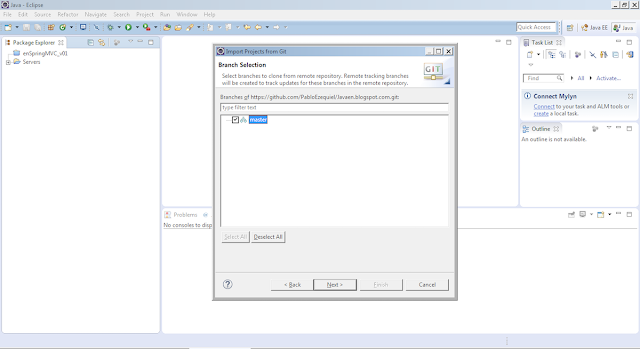 Java - Eclipse
File Edit Source Refactor Navigate Search Project Run Window Help
Quick Access
Java EE
Java
Package Explorer
enSpringMVC_v01
Servers
Import Projects from Git
Branch Selection
Select branches to clone from remote repository. Remote tracking branches
will be created to track updates for these branches in the remote repository.
GIT
Branches of https://github.com/PabloEzequiel/Javaen.blogspot.com.git:
type filter text
master
Select All
Deselect All
< Back
Next >
Finish
Cancel
Task List
Find
All
Activate...
Connect Mylyn
Connect to your task and ALM tools or
create a local task.
Outline
An outline is not available.
Problems
No consoles to disp